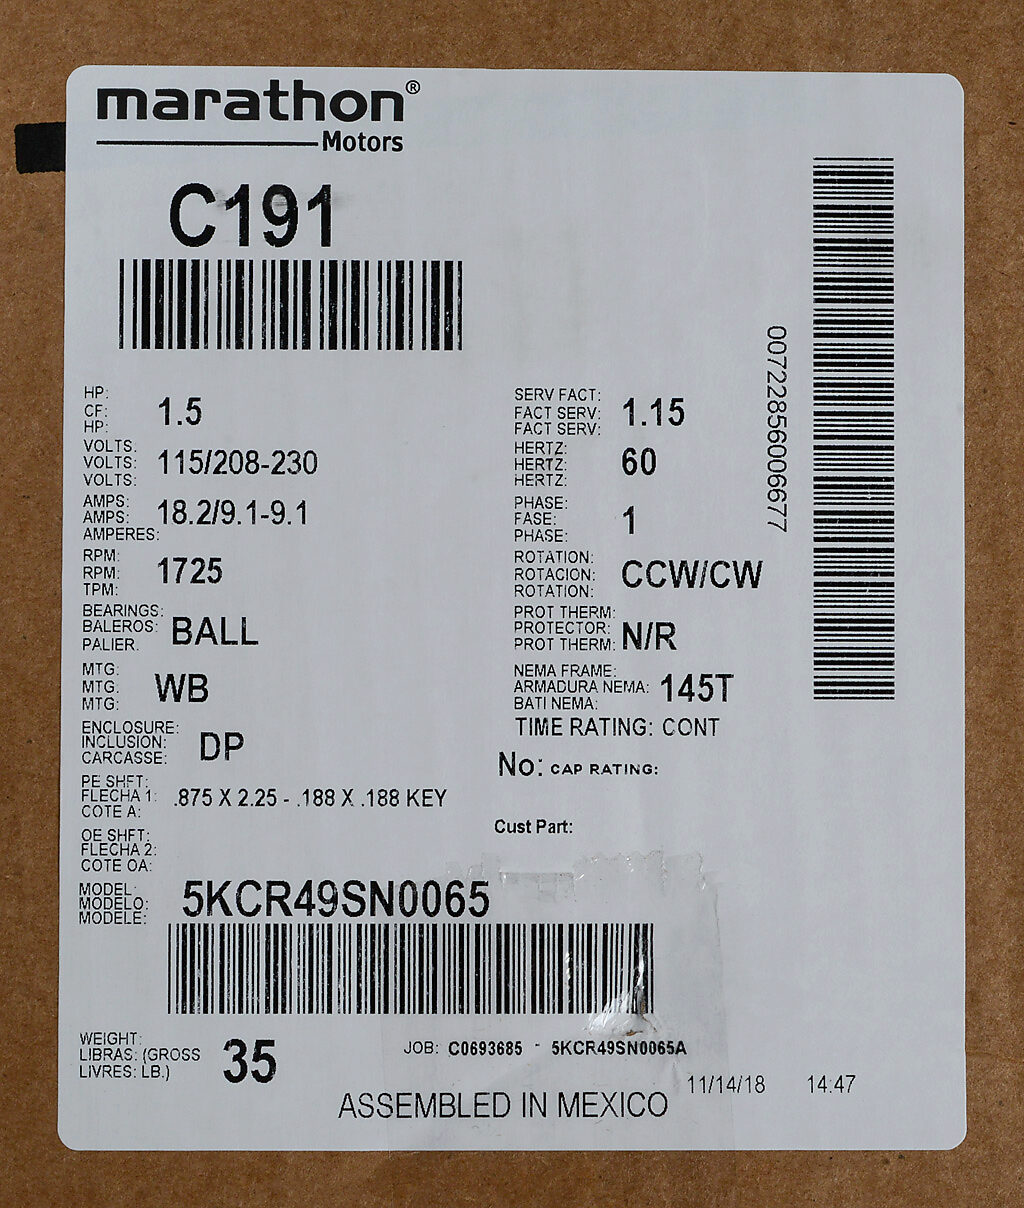 marathon®
Motors
C191
HP:
CF: 1.5
HP:
VOLTS.
VOLTS: 115/208-230
VOLTS:
AMPS:
AMPS: 18.2/9.1-9.1
AMPERES:
RPM:
RPM: 1725
TPM:
BEARINGS:
BALEROS: BALL
PALIER.
MTG:
MTG: WB
MTG:
ENCLOSURE:
INCLUSION: DP
CARCASSE:
PE SHFT:
FLECHA 1: .875 X 2.25 - .188 X .188 KEY
COTE A:
OE SHFT:
FLECHA 2:
COTE OA:
SERV FACT:
FACT SERV: 1.15
FACT SERV:
HERTZ:
HERTZ: 60
HERTZ:
PHASE:
FASE: 1
PHASE:
ROTATION:
ROTACION: CCW/CW
ROTATION:
PROT THERM:
PROTECTOR: N/R
PROT THERM:
NEMA FRAME:
ARMADURA NEMA: 145T
BATI NEMA:
TIME RATING: CONT
No: CAP RATING:
Cust Part:
007228560066677
MODEL:
MODELO: 5KCR49SN0065
MODELE:
WEIGHT:
LIBRAS: (GROSS 35
LIVRES: LB.)
JOB: C0693685 - 5KCR49SN0065A
11/14/18 14:47
ASSEMBLED IN MEXICO